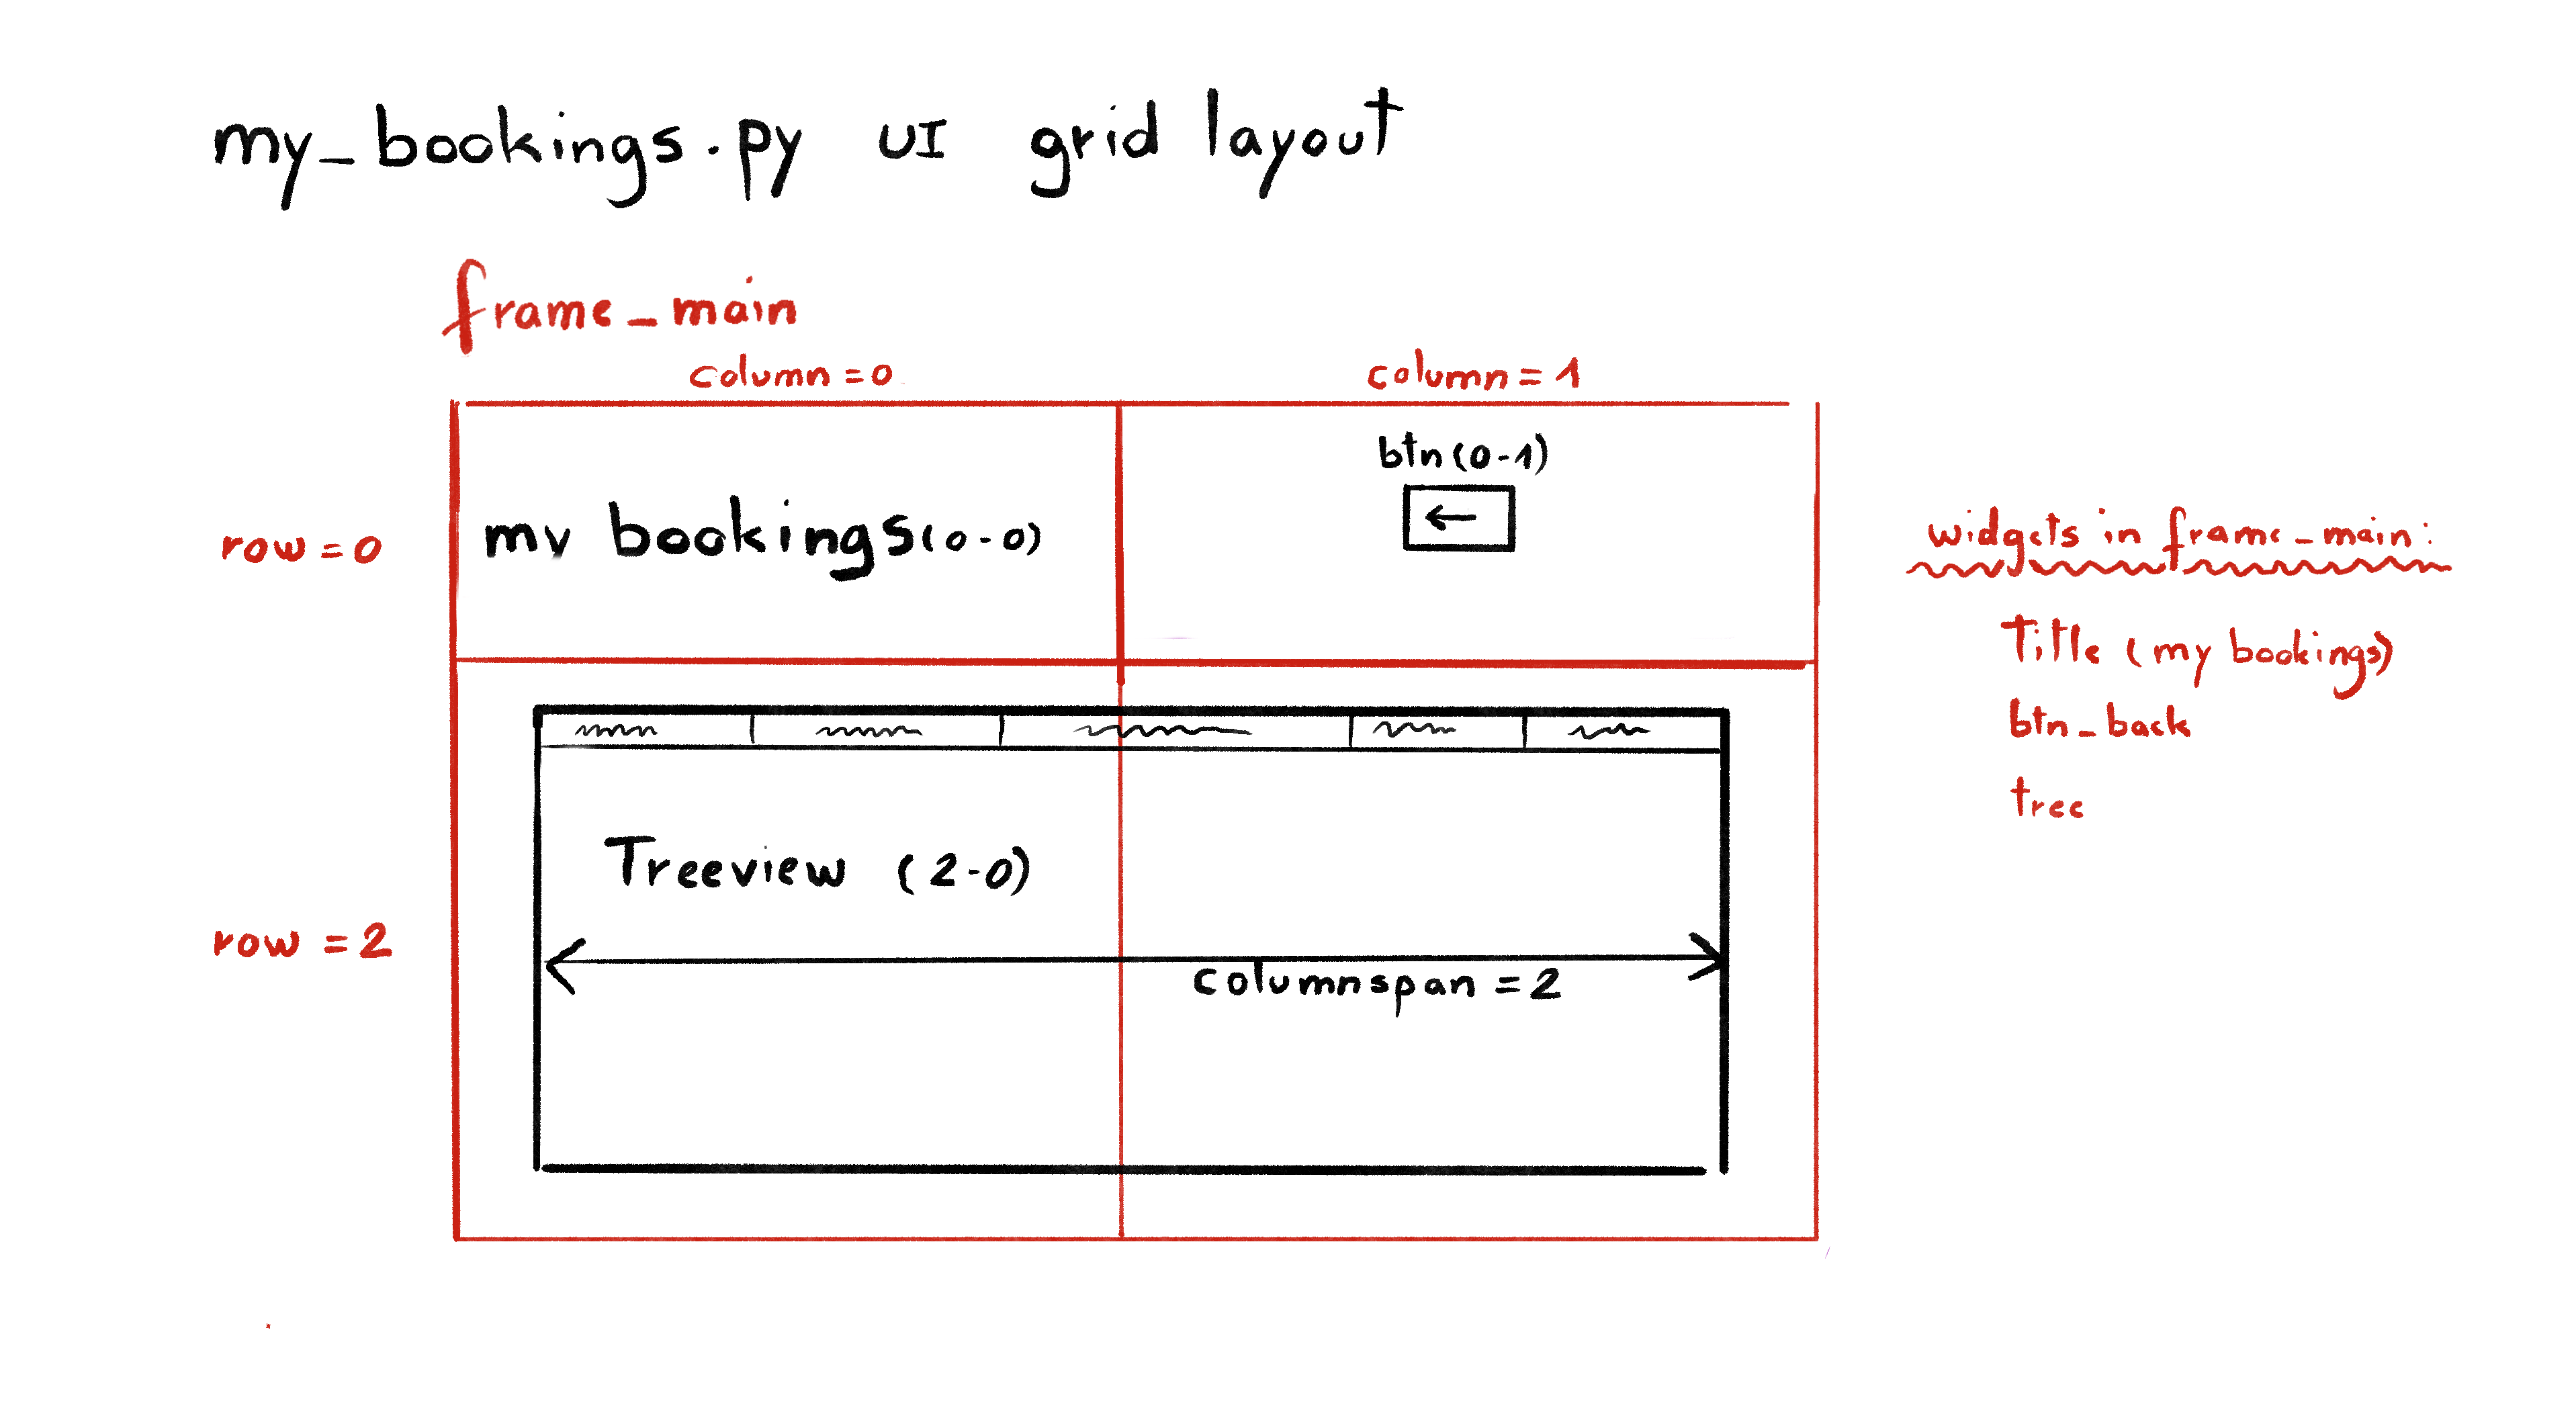 my_bookings.py UI grid layout
frame_main
column=0
column=1
row=0
my bookings(0-0)
btn(0-1)
←
row=2
Treeview (2-0)
columnspan=2
widgets in frame_main:
Title (my bookings)
btn_back
tree